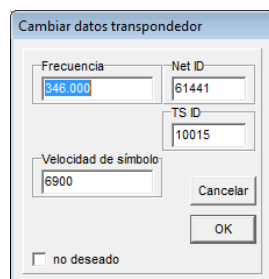 Cambiar datos transpondedor
Frecuencia
346.000
Net ID
61441
TS ID
10015
Velocidad de símbolo
6900
Cancelar
OK
no deseado